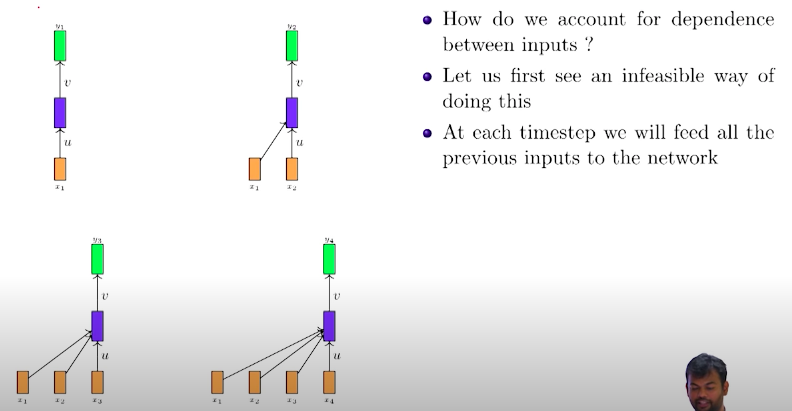 y₁
y₂
v
v
u
u
x₁
x₁ x₂
y₃
y₄
v
v
u
u
x₁ x₂ x₃
x₁ x₂ x₃ x₄
How do we account for dependence
between inputs ?
Let us first see an infeasible way of
doing this
At each timestep we will feed all the
previous inputs to the network